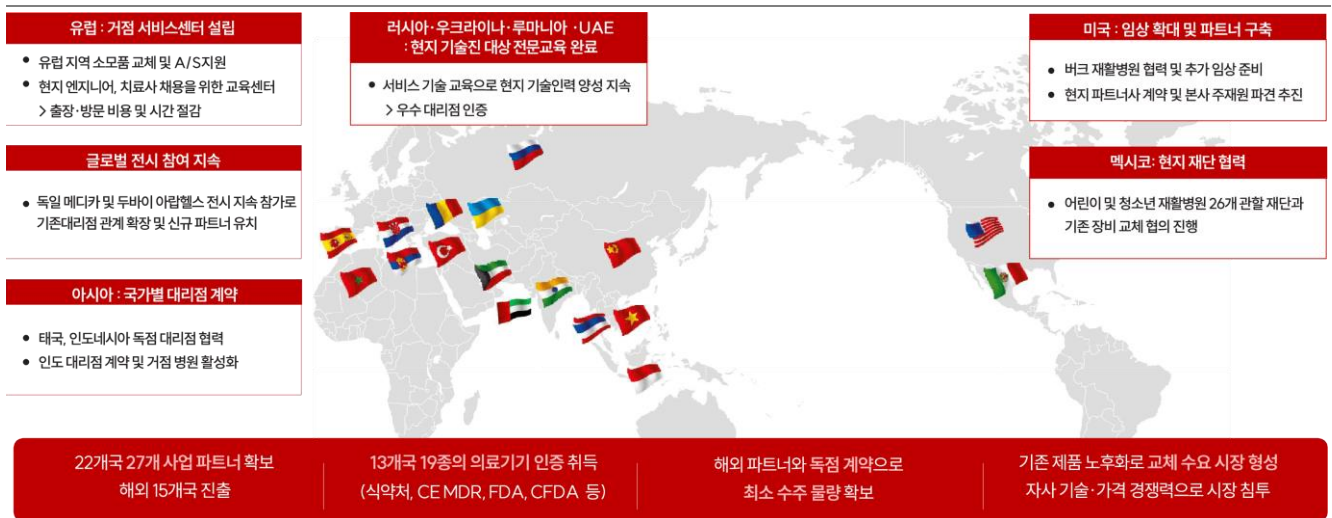 유럽 : 거점 서비스센터 설립
• 유럽 지역 소모품 교체 및 A/S지원
• 현지 엔지니어, 치료사 채용을 위한 교육센터
> 출장·방문 비용 및 시간 절감
글로벌 전시 참여 지속
• 독일 메디카 및 두바이 아랍헬스 전시 지속 참가로
기존대리점 관계 확장 및 신규 파트너 유치
아시아 : 국가별 대리점 계약
• 태국, 인도네시아 독점 대리점 협력
• 인도 대리점 계약 및 거점 병원 활성화
러시아·우크라이나·루마니아 ·UAE
: 현지 기술진 대상 전문교육 완료
• 서비스 기술 교육으로 현지 기술인력 양성 지속
> 우수 대리점 인증
미국 : 임상 확대 및 파트너 구축
• 버크 재활병원 협력 및 추가 임상 준비
• 현지 파트너사 계약 및 본사 주재원 파견 추진
멕시코: 현지 재단 협력
• 어린이 및 청소년 재활병원 26개 관할 재단과
기존 장비 교체 협의 진행
22개국 27개 사업 파트너 확보
해외 15개국 진출
13개국 19종의 의료기기 인증 취득
(식약처, CE MDR, FDA, CFDA 등)
해외 파트너와 독점 계약으로
최소 수주 물량 확보
기존 제품 노후화로 교체 수요 시장 형성
자사 기술·가격 경쟁력으로 시장 침투